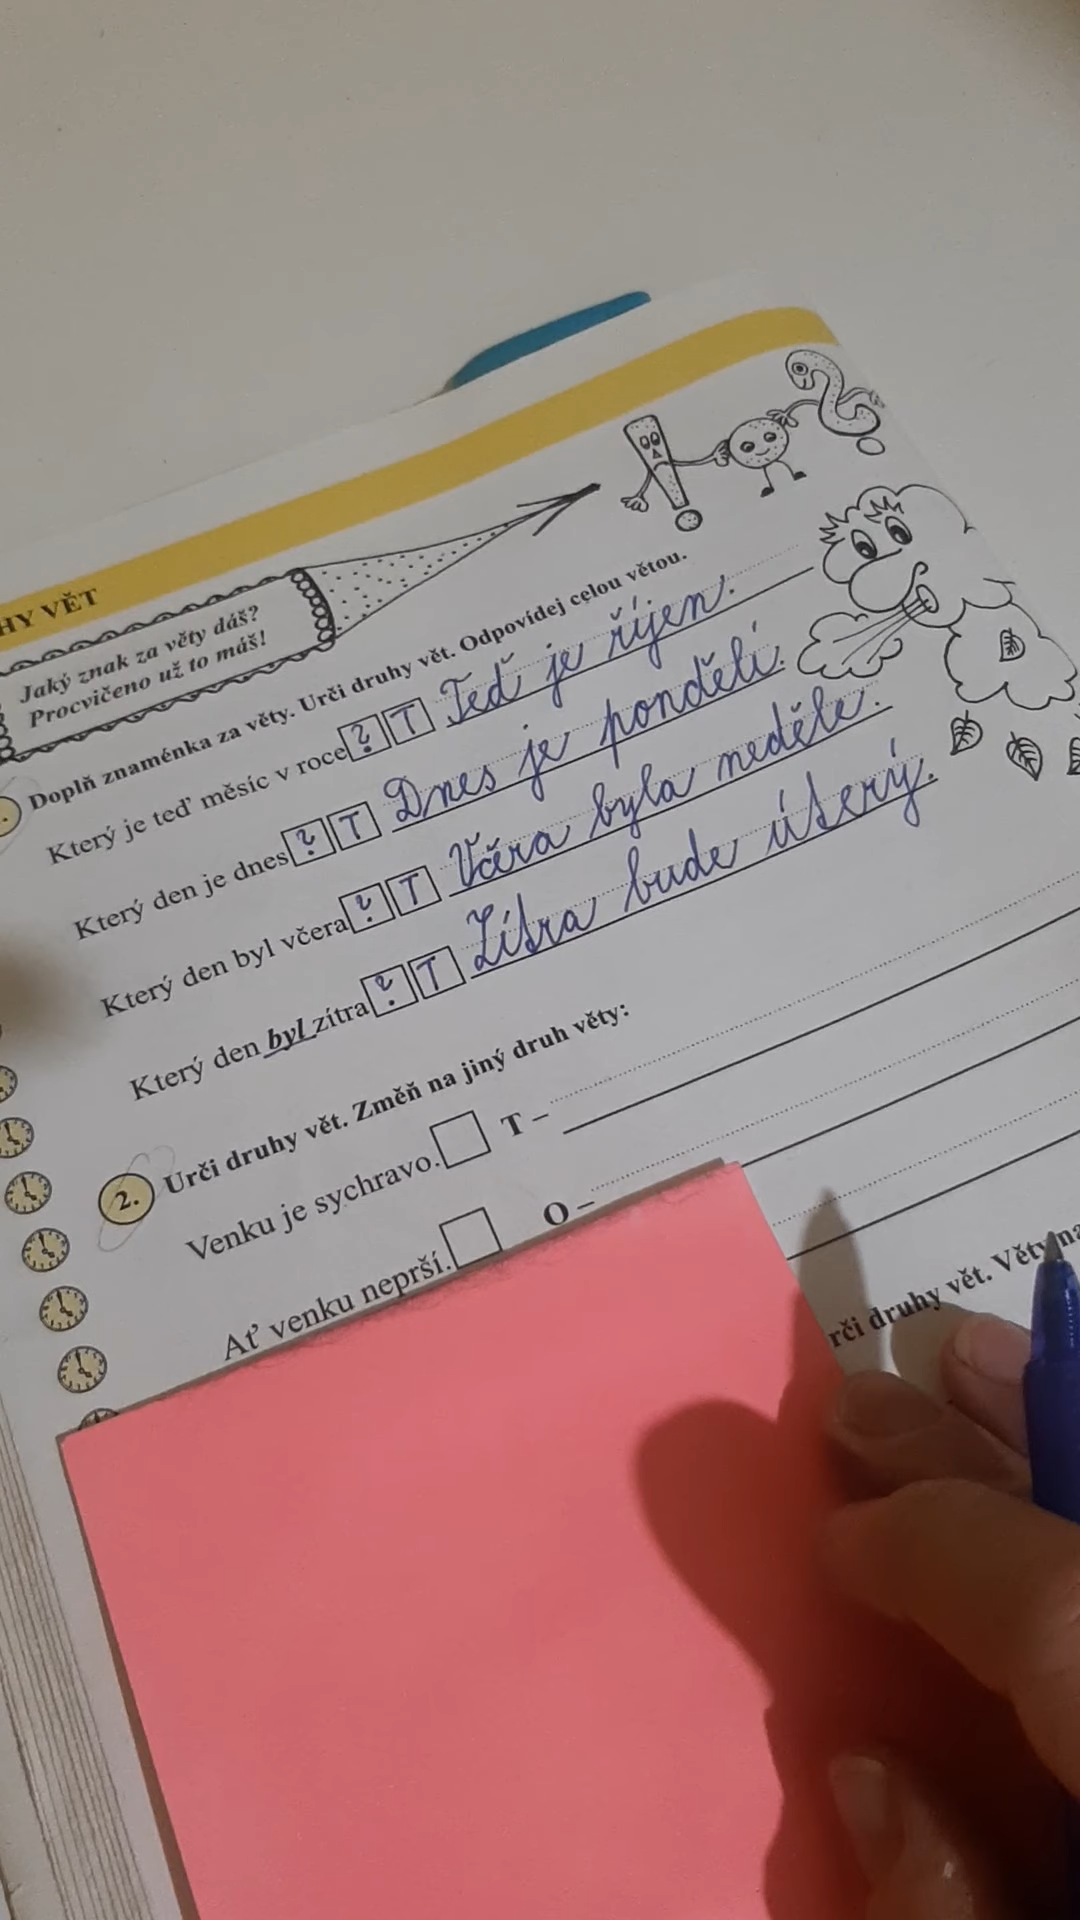 HY VĚT
Jaký znak za věty dáš?
Procvičeno už to máš!
Doplň znaménka za věty. Urči druhy vět. Odpovídej celou větou.
Který je teď měsíc v roce ? T Teď je říjen.
Který den je dnes ? T Dnes je pondělí.
Který den byl včera ? T Včera byla neděle.
Který den byl zítra ? T Zítra bude úterý.
2. Urči druhy vět. Změň na jiný druh věty:
Venku je sychravo. T –
Ať venku neprší. O –
rči druhy vět. Věty na